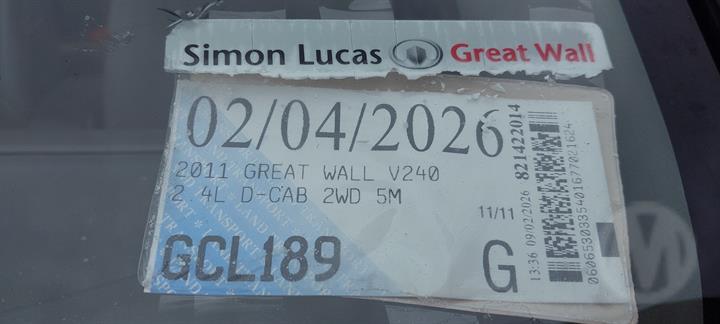 Simon Lucas Great Wall
02/04/2026
2011 GREAT WALL V240
2.4L D-CAB 2WD 5M
11/11
GCL189
G
13:36 09/02/2026 821422014